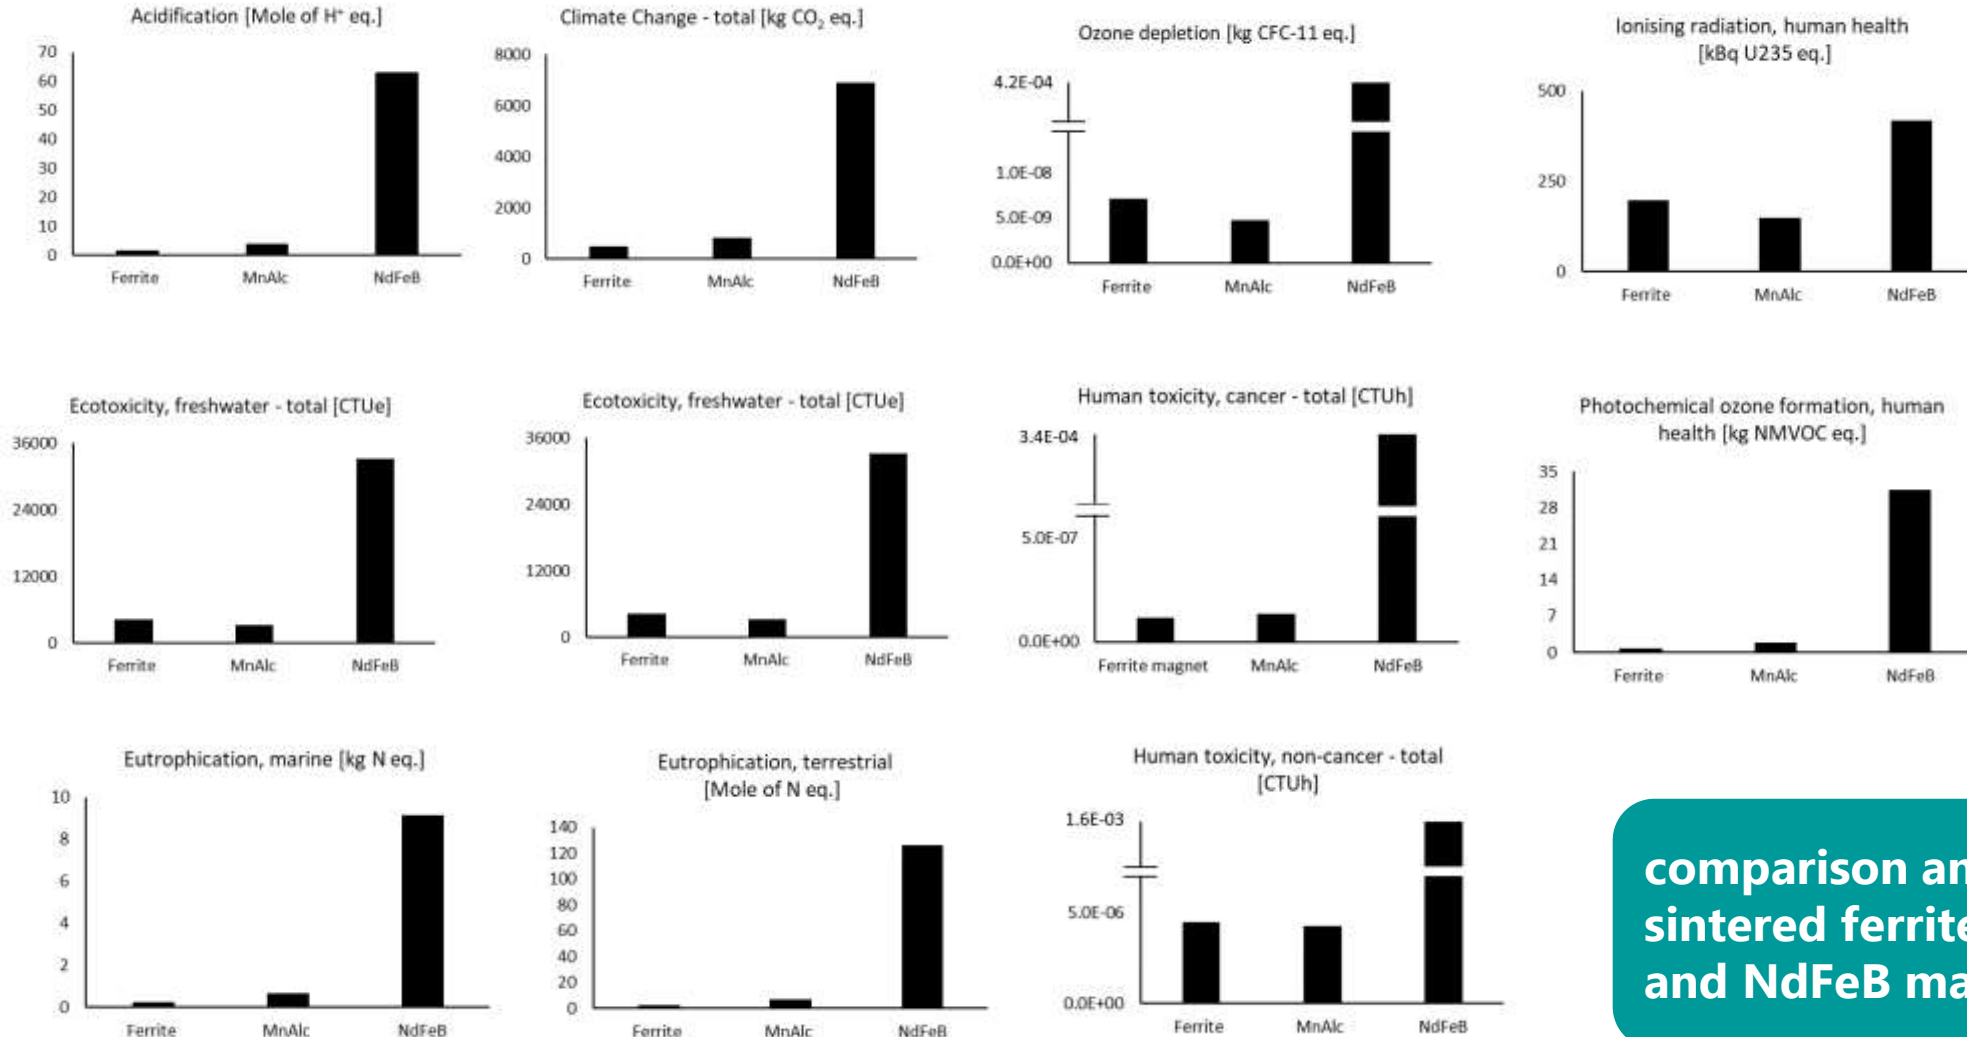 Acidification [Mole of H⁺ eq.]
70
60
50
40
30
20
10
0
Ferrite MnAlc NdFeB
Climate Change - total [kg CO₂ eq.]
8000
6000
4000
2000
0
Ferrite MnAlc NdFeB
Ozone depletion [kg CFC-11 eq.]
4.2E-04
1.0E-08
5.0E-09
0.0E+00
Ferrite MnAlc NdFeB
Ionising radiation, human health
[kBq U235 eq.]
500
250
0
Ferrite MnAlc NdFeB
Ecotoxicity, freshwater - total [CTUe]
36000
24000
12000
0
Ferrite MnAlc NdFeB
Ecotoxicity, freshwater - total [CTUe]
36000
24000
12000
0
Ferrite MnAlc NdFeB
Human toxicity, cancer - total [CTUh]
3.4E-04
5.0E-07
0.0E+00
Ferrite magnet MnAlc NdFeB
Photochemical ozone formation, human
health [kg NMVOC eq.]
35
28
21
14
7
0
Ferrite MnAlc NdFeB
Eutrophication, marine [kg N eq.]
10
8
6
4
2
0
Ferrite MnAlc NdFeB
Eutrophication, terrestrial
[Mole of N eq.]
140
120
100
80
60
40
20
0
Ferrite MnAlc NdFeB
Human toxicity, non-cancer - total
[CTUh]
1.6E-03
5.0E-06
0.0E+00
Ferrite MnAlc NdFeB
comparison an
sintered ferrite
and NdFeB ma